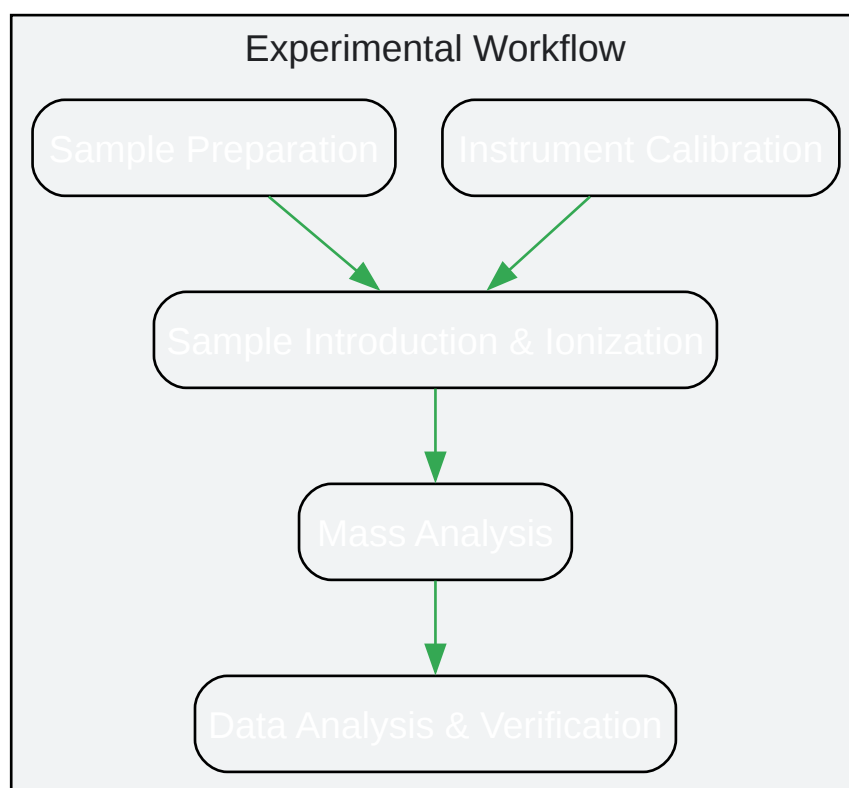 Experimental Workflow
Sample Preparation
Instrument Calibration
Sample Introduction & Ionization
Mass Analysis
Data Analysis & Verification